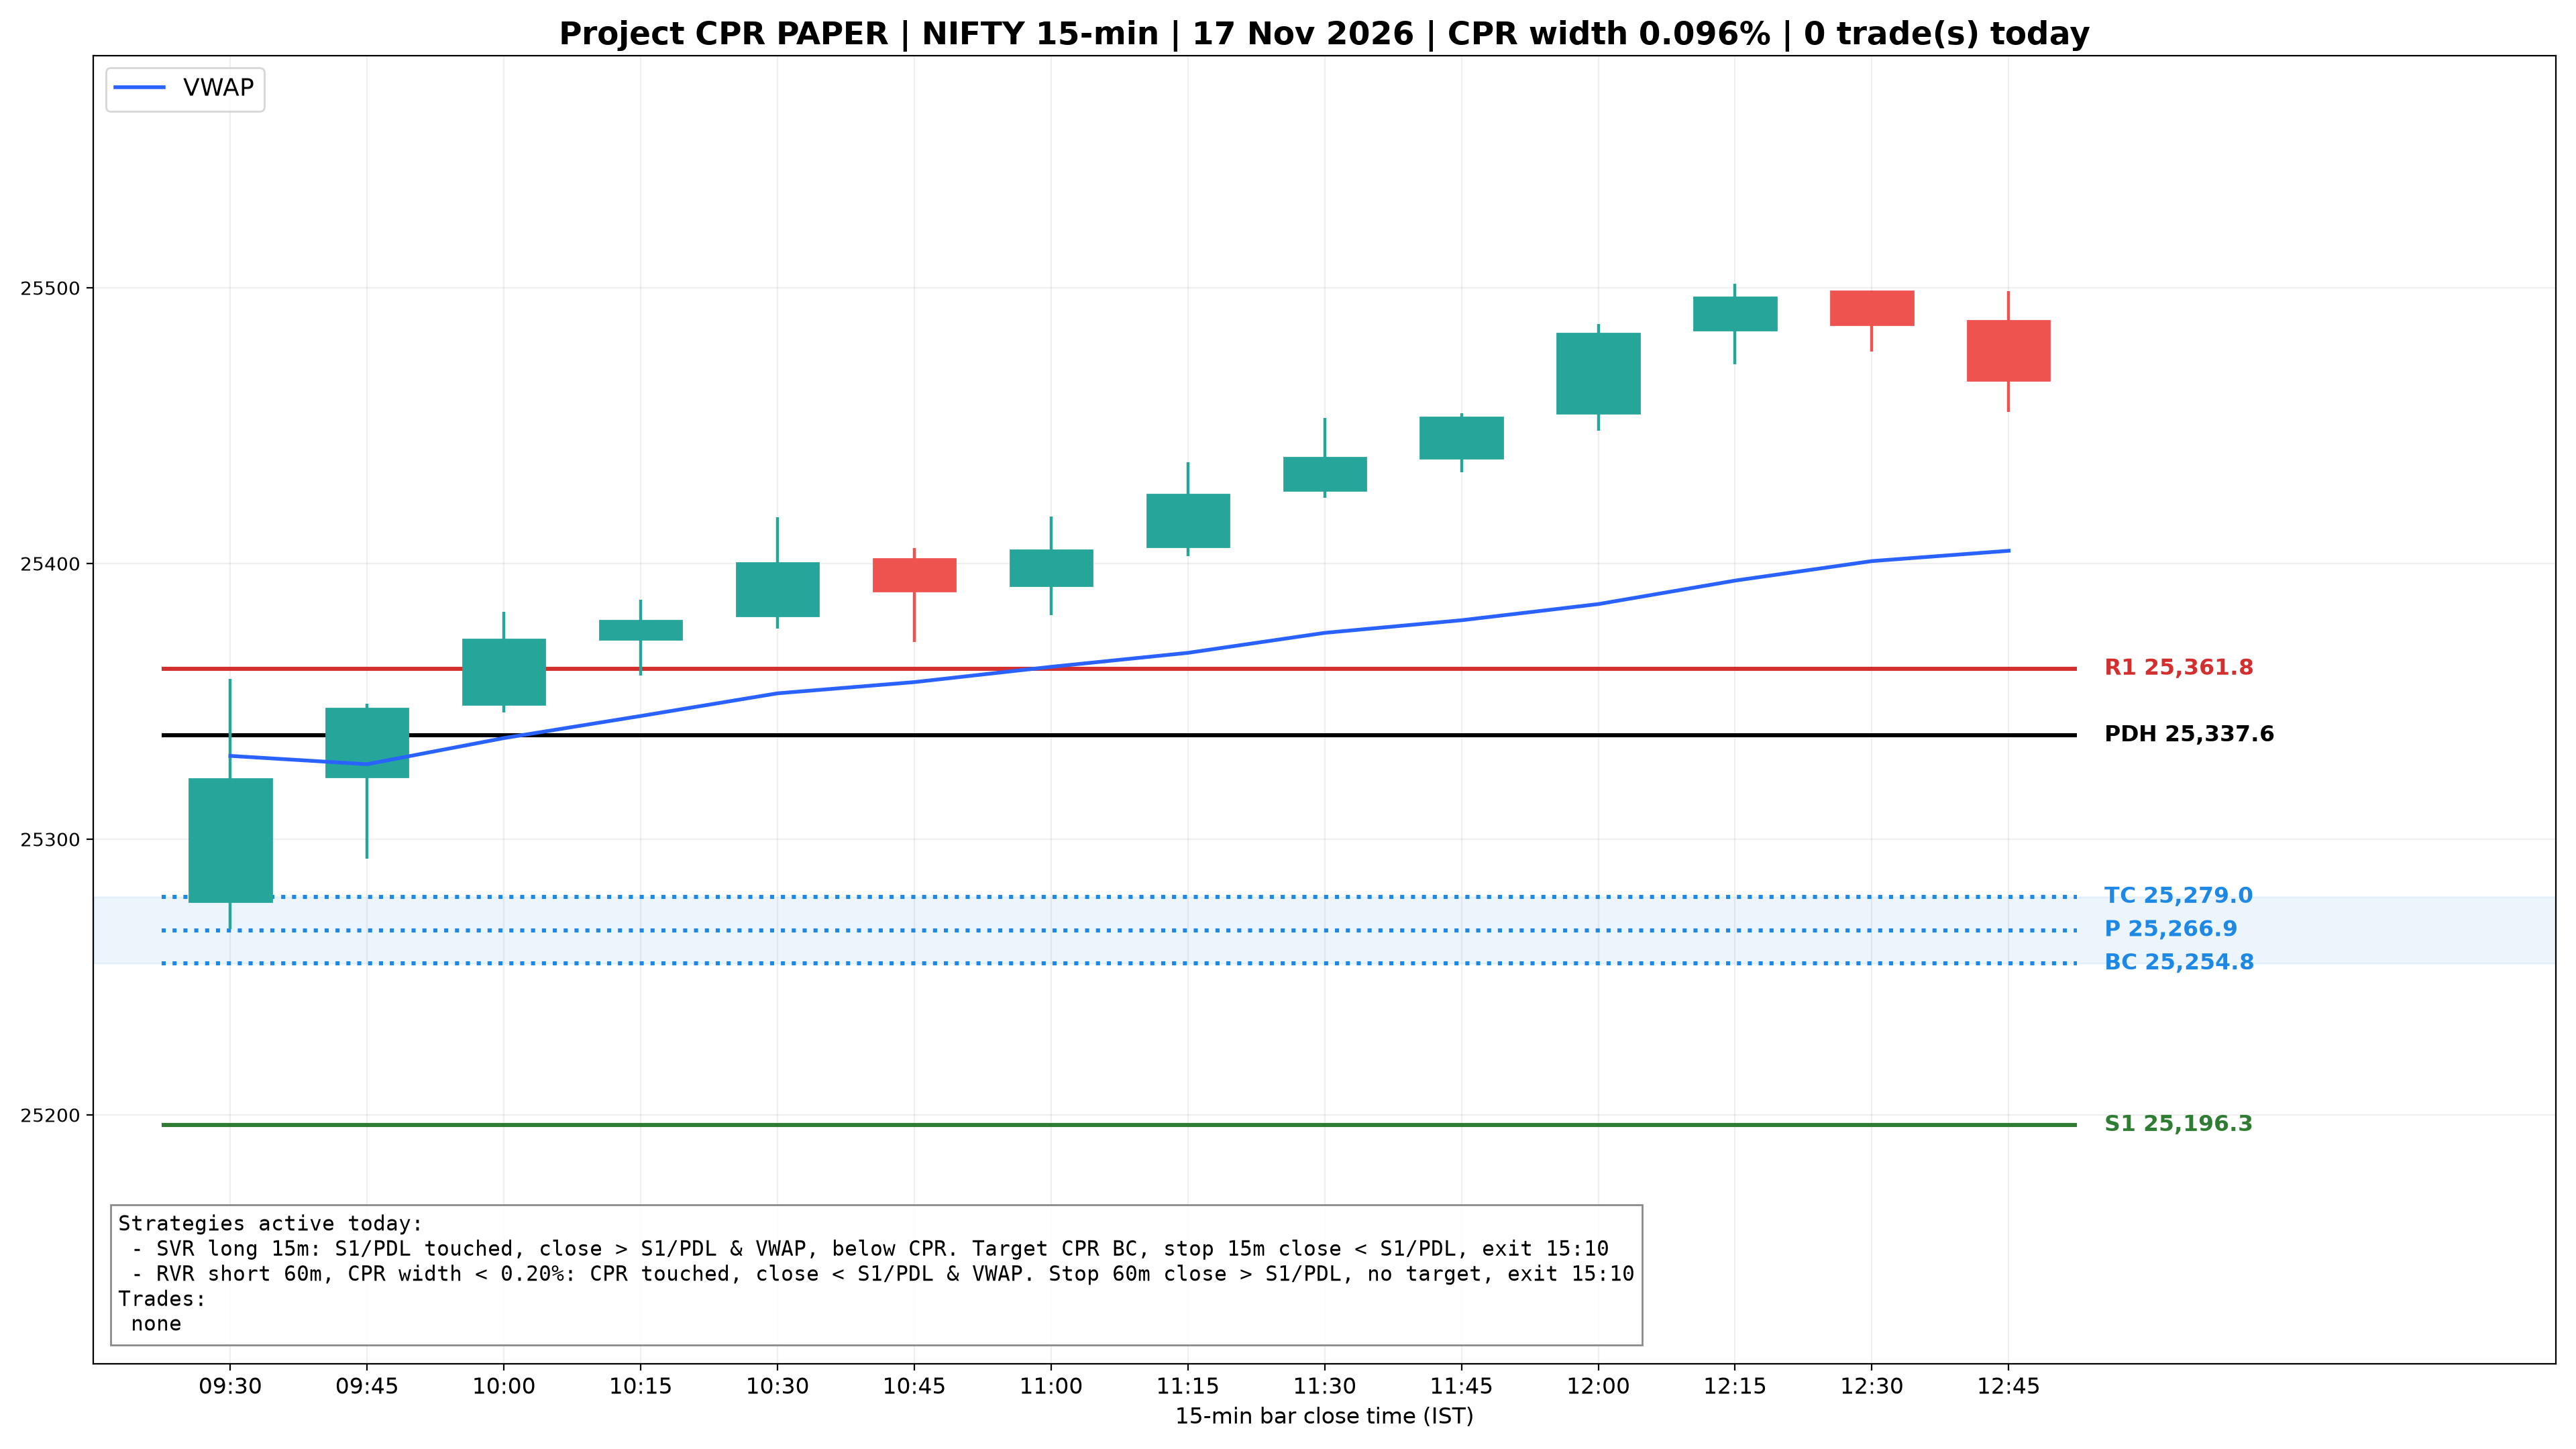 Project CPR PAPER | NIFTY 15-min | 17 Nov 2026 | CPR width 0.096% | 0 trade(s) today
VWAP
25500
25400
25300
25200
R1 25,361.8
PDH 25,337.6
TC 25,279.0
P 25,266.9
BC 25,254.8
S1 25,196.3
Strategies active today:
- SVR long 15m: S1/PDL touched, close > S1/PDL & VWAP, below CPR. Target CPR BC, stop 15m close < S1/PDL, exit 15:10
- RVR short 60m, CPR width < 0.20%: CPR touched, close < S1/PDL & VWAP. Stop 60m close > S1/PDL, no target, exit 15:10
Trades:
none
09:30 09:45 10:00 10:15 10:30 10:45 11:00 11:15 11:30 11:45 12:00 12:15 12:30 12:45
15-min bar close time (IST)